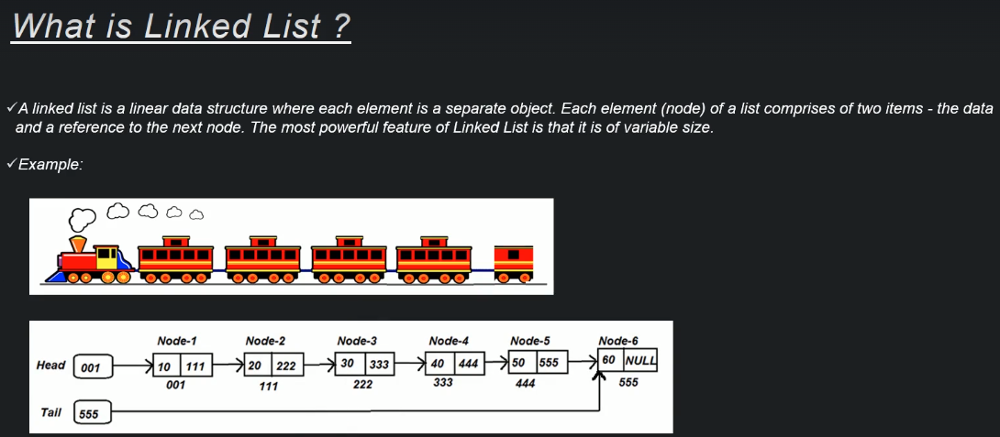 What is Linked List ?
✓A linked list is a linear data structure where each element is a separate object. Each element (node) of a list comprises of two items - the data
and a reference to the next node. The most powerful feature of Linked List is that it is of variable size.
✓Example:
Node-1 Node-2 Node-3 Node-4 Node-5 Node-6
Head 001 10 111 20 222 30 333 40 444 50 555 60 NULL
001 111 222 333 444 555
Tail 555